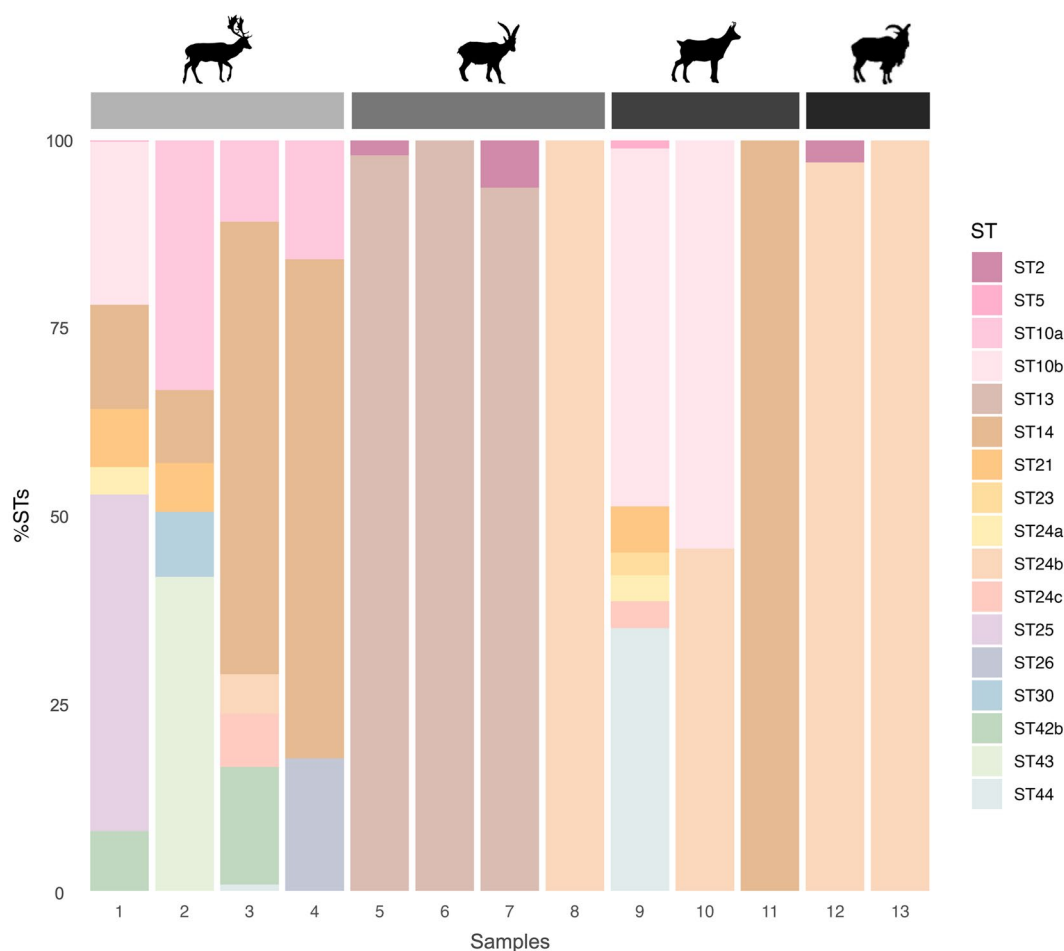 100
75
50
25
0
%STs
1 2 3 4 5 6 7 8 9 10 11 12 13
Samples
ST
ST2
ST5
ST10a
ST10b
ST13
ST14
ST21
ST23
ST24a
ST24b
ST24c
ST25
ST26
ST30
ST42b
ST43
ST44